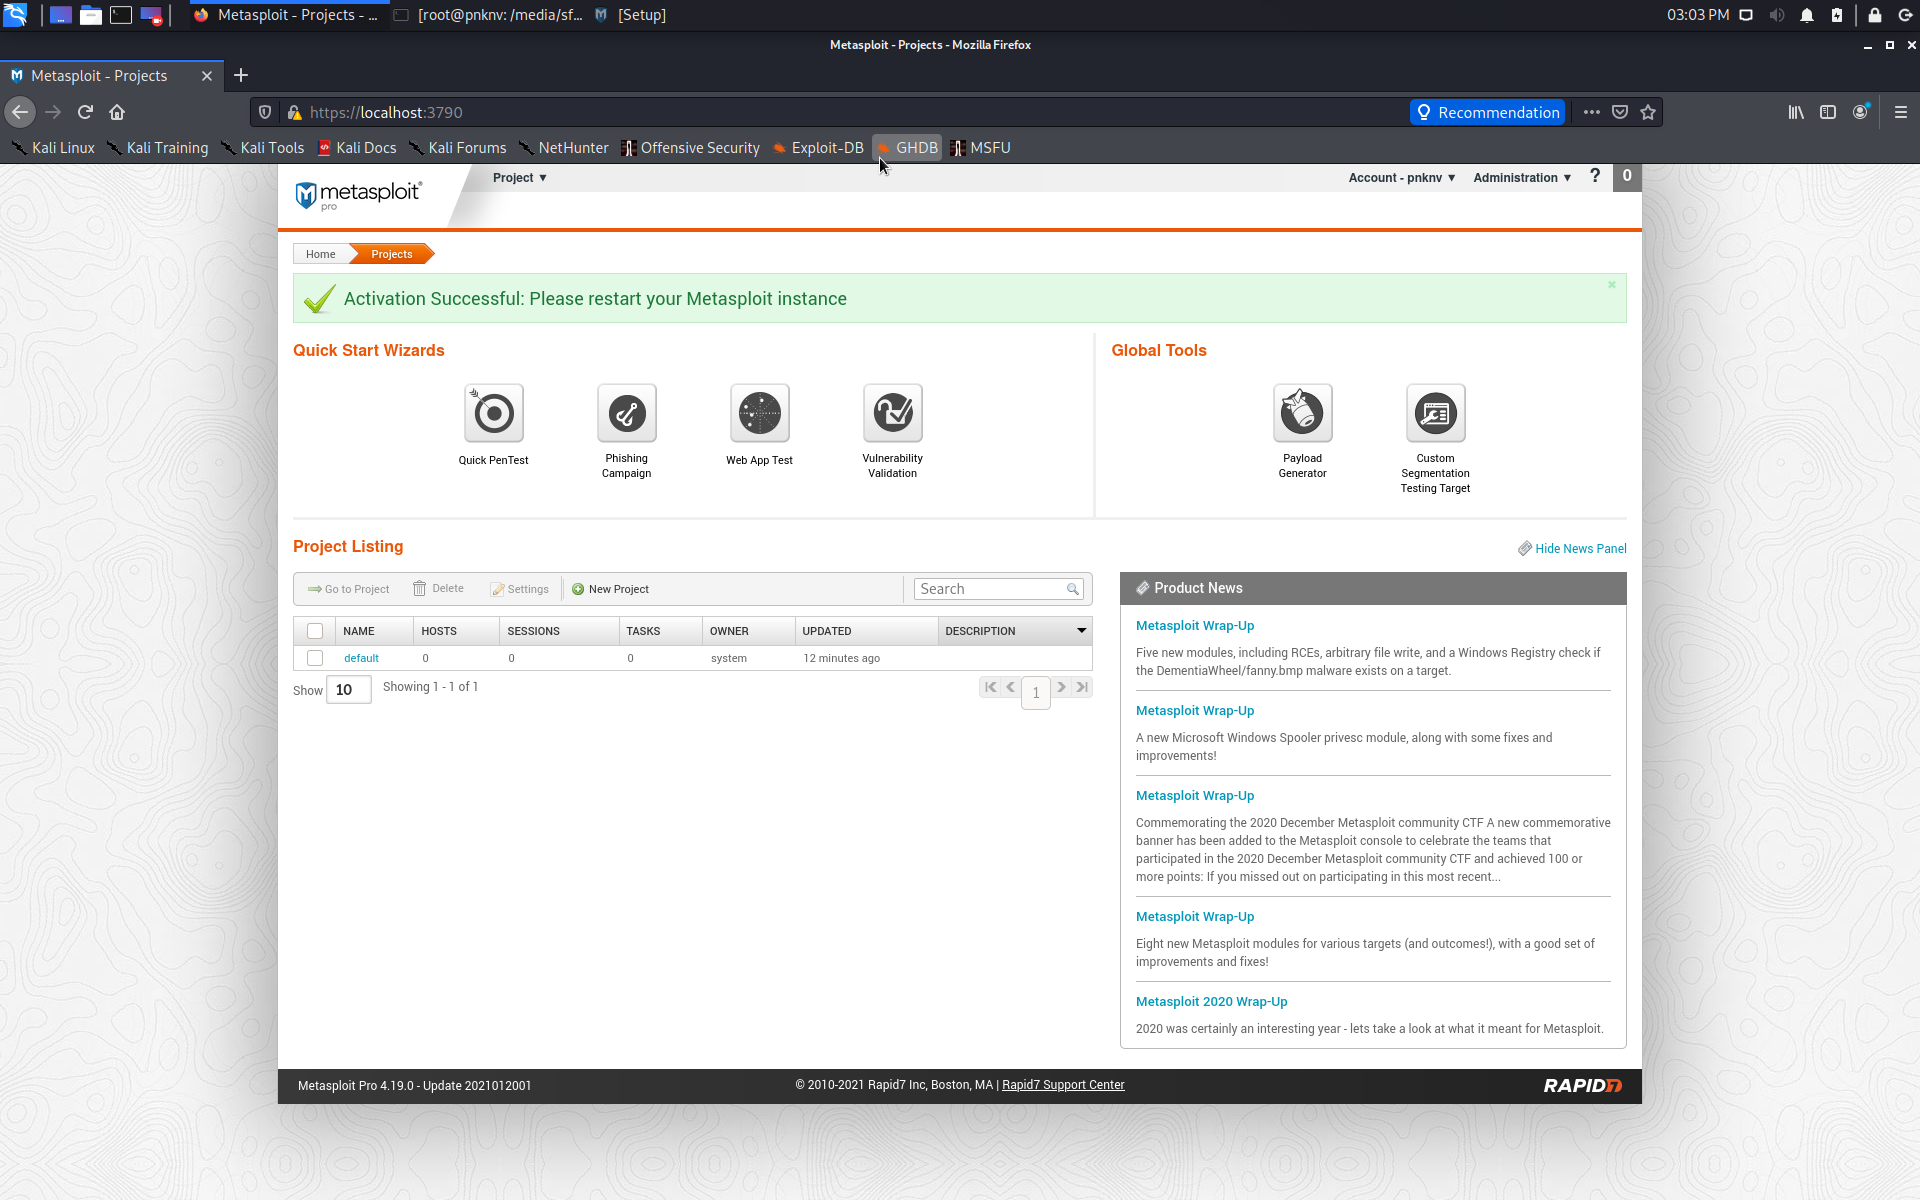 Metasploit - Projects - ...
[root@pnknv: /media/sf...
[Setup]
03:03 PM
Metasploit - Projects - Mozilla Firefox
Metasploit - Projects
https://localhost:3790
Recommendation
Kali Linux
Kali Training
Kali Tools
Kali Docs
Kali Forums
NetHunter
Offensive Security
Exploit-DB
GHDB
MSFU
metasploit®
pro
Project ▼
Account - pnknv ▼
Administration ▼
?
0
Home
Projects
Activation Successful: Please restart your Metasploit instance
Quick Start Wizards
Quick PenTest
Phishing
Campaign
Web App Test
Vulnerability
Validation
Global Tools
Payload
Generator
Custom
Segmentation
Testing Target
Project Listing
Hide News Panel
Go to Project
Delete
Settings
New Project
Search
NAME HOSTS SESSIONS TASKS OWNER UPDATED DESCRIPTION
default 0 0 0 system 12 minutes ago
Show 10 Showing 1 - 1 of 1
1
Product News
Metasploit Wrap-Up
Five new modules, including RCEs, arbitrary file write, and a Windows Registry check if
the DementiaWheel/fanny.bmp malware exists on a target.
Metasploit Wrap-Up
A new Microsoft Windows Spooler privesc module, along with some fixes and
improvements!
Metasploit Wrap-Up
Commemorating the 2020 December Metasploit community CTF A new commemorative
banner has been added to the Metasploit console to celebrate the teams that
participated in the 2020 December Metasploit community CTF and achieved 100 or
more points: If you missed out on participating in this most recent...
Metasploit Wrap-Up
Eight new Metasploit modules for various targets (and outcomes!), with a good set of
improvements and fixes!
Metasploit 2020 Wrap-Up
2020 was certainly an interesting year - lets take a look at what it meant for Metasploit.
Metasploit Pro 4.19.0 - Update 2021012001
© 2010-2021 Rapid7 Inc, Boston, MA | Rapid7 Support Center
RAPID7